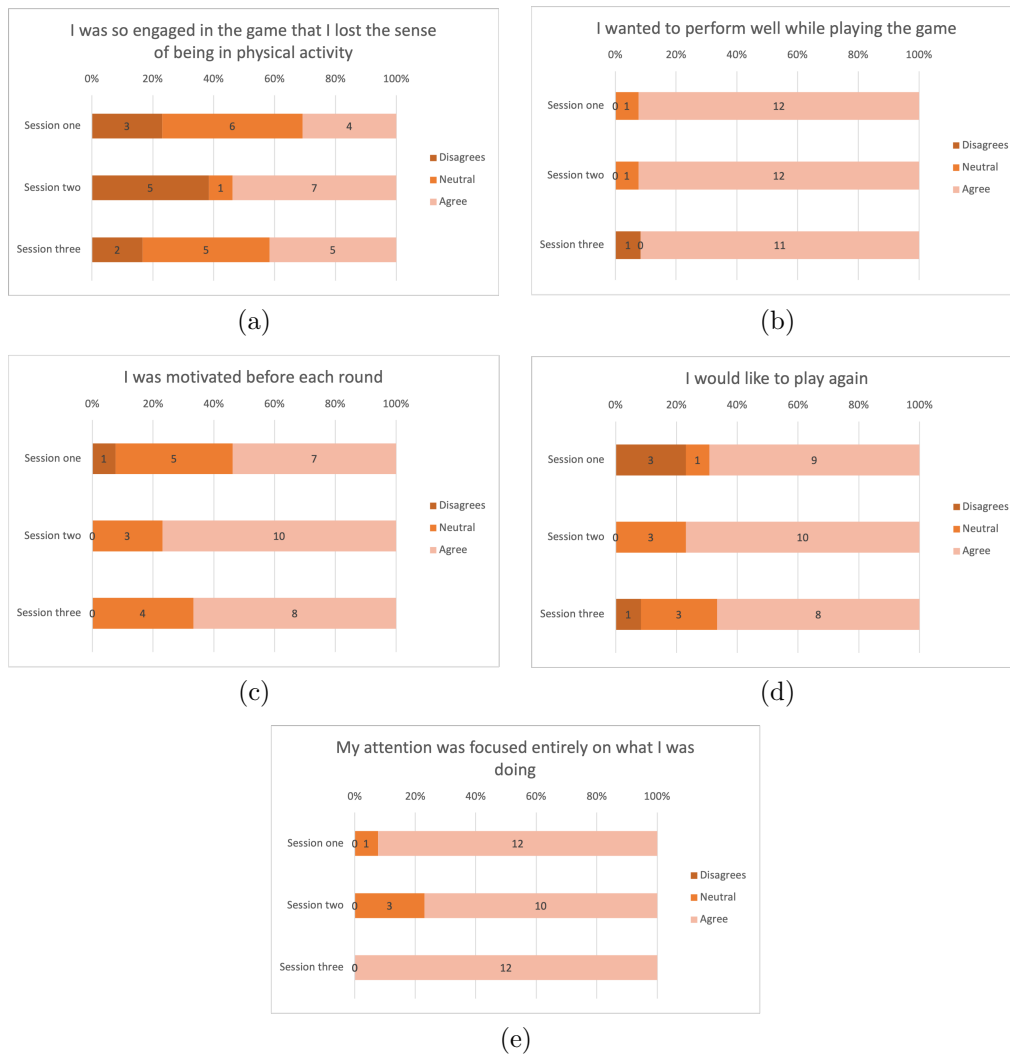 I was so engaged in the game that I lost the sense
of being in physical activity
0% 20% 40% 60% 80% 100%
Session one 3 6 4
Session two 5 1 7
Session three 2 5 5
Disagrees
Neutral
Agree
(a)
I wanted to perform well while playing the game
0% 20% 40% 60% 80% 100%
Session one 0 1 12
Session two 0 1 12
Session three 1 0 11
Disagrees
Neutral
Agree
(b)
I was motivated before each round
0% 20% 40% 60% 80% 100%
Session one 1 5 7
Session two 0 3 10
Session three 0 4 8
Disagrees
Neutral
Agree
(c)
I would like to play again
0% 20% 40% 60% 80% 100%
Session one 3 1 9
Session two 0 3 10
Session three 1 3 8
Disagrees
Neutral
Agree
(d)
My attention was focused entirely on what I was
doing
0% 20% 40% 60% 80% 100%
Session one 0 1 12
Session two 0 3 10
Session three 0 12
Disagrees
Neutral
Agree
(e)